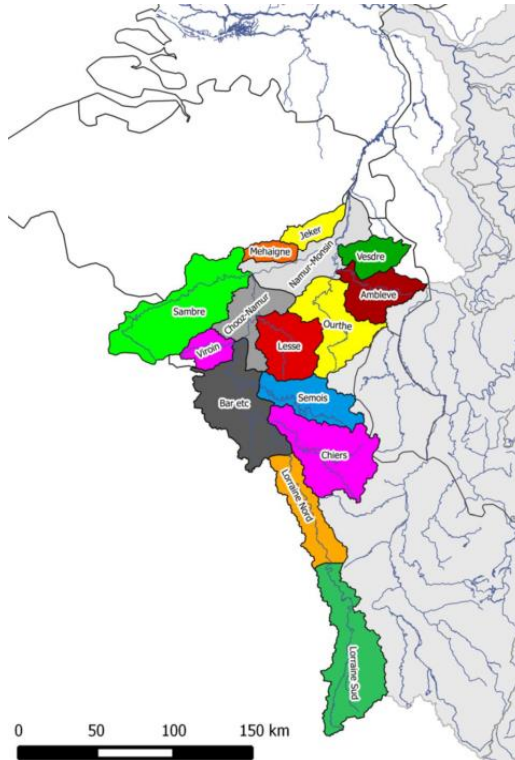 Jeker
Mehaigne
Namur-Monsin
Vesdre
Ambleve
Sambre
Chooz-Namur
Ourthe
Viroin
Lesse
Semois
Bar etc
Chiers
Lorraine Nord
Lorraine Sud
0 50 100 150 km